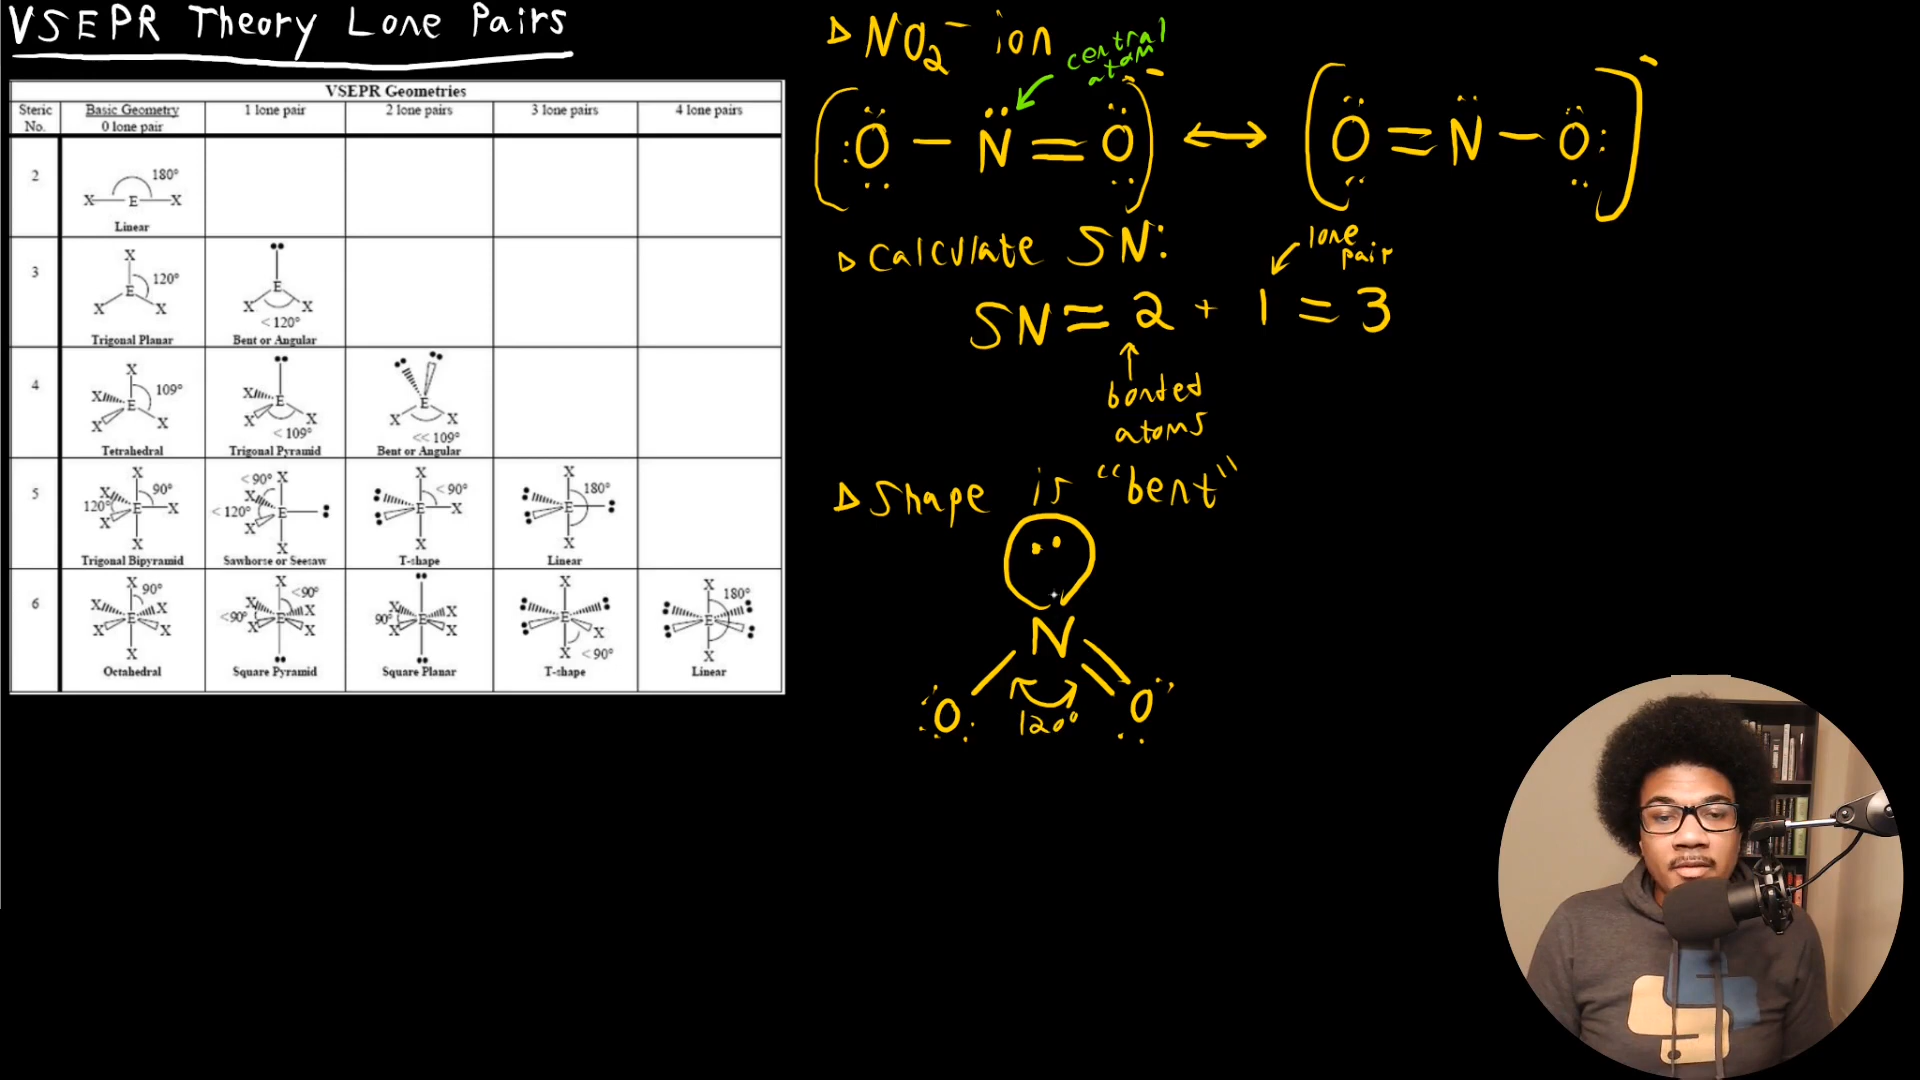 VSEPR Theory Lone Pairs
VSEPR Geometries
Steric No. Basic Geometry 0 lone pair 1 lone pair 2 lone pairs 3 lone pairs 4 lone pairs
2
180°
X E X
Linear
3
X E X X 120°
Trigonal Planar
E X X < 120°
Bent or Angular
4
X X E X X 109°
Tetrahedral
X E X X < 109°
Trigonal Pyramid
E X X << 109°
Bent or Angular
5
X X 90° 120° E X X X
Trigonal Bipyramid
< 90° X X < 120° E X X
Sawhorse or Seesaw
X < 90° E X X
T-shape
X 180° E X
Linear
6
X 90° X X E X X X
Octahedral
X < 90° X X < 90° E X X
Square Pyramid
X X 90° E X X
Square Planar
X E X X < 90°
T-shape
X 180° E X
Linear
▷ NO₂⁻ ion
central atom
(:Ö − N̈ = Ö)⁻ ↔ (Ö = N̈ − Ö:)⁻
▷ Calculate SN:
lone pair
SN = 2 + 1 = 3
bonded atoms
▷ Shape is "bent"
N
O 120° O